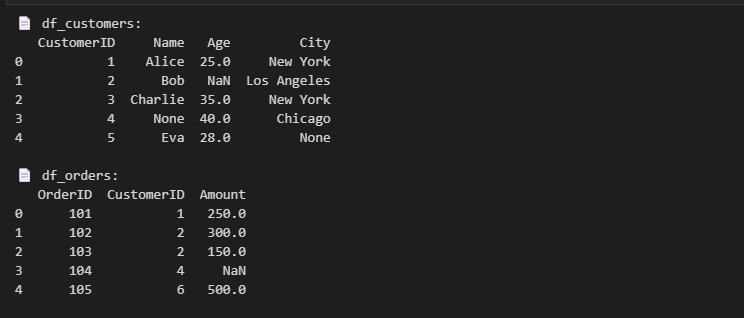 df_customers:
   CustomerID     Name   Age         City
0           1    Alice  25.0     New York
1           2      Bob   NaN  Los Angeles
2           3  Charlie  35.0     New York
3           4     None  40.0      Chicago
4           5      Eva  28.0         None
df_orders:
   OrderID  CustomerID  Amount
0      101           1   250.0
1      102           2   300.0
2      103           2   150.0
3      104           4     NaN
4      105           6   500.0